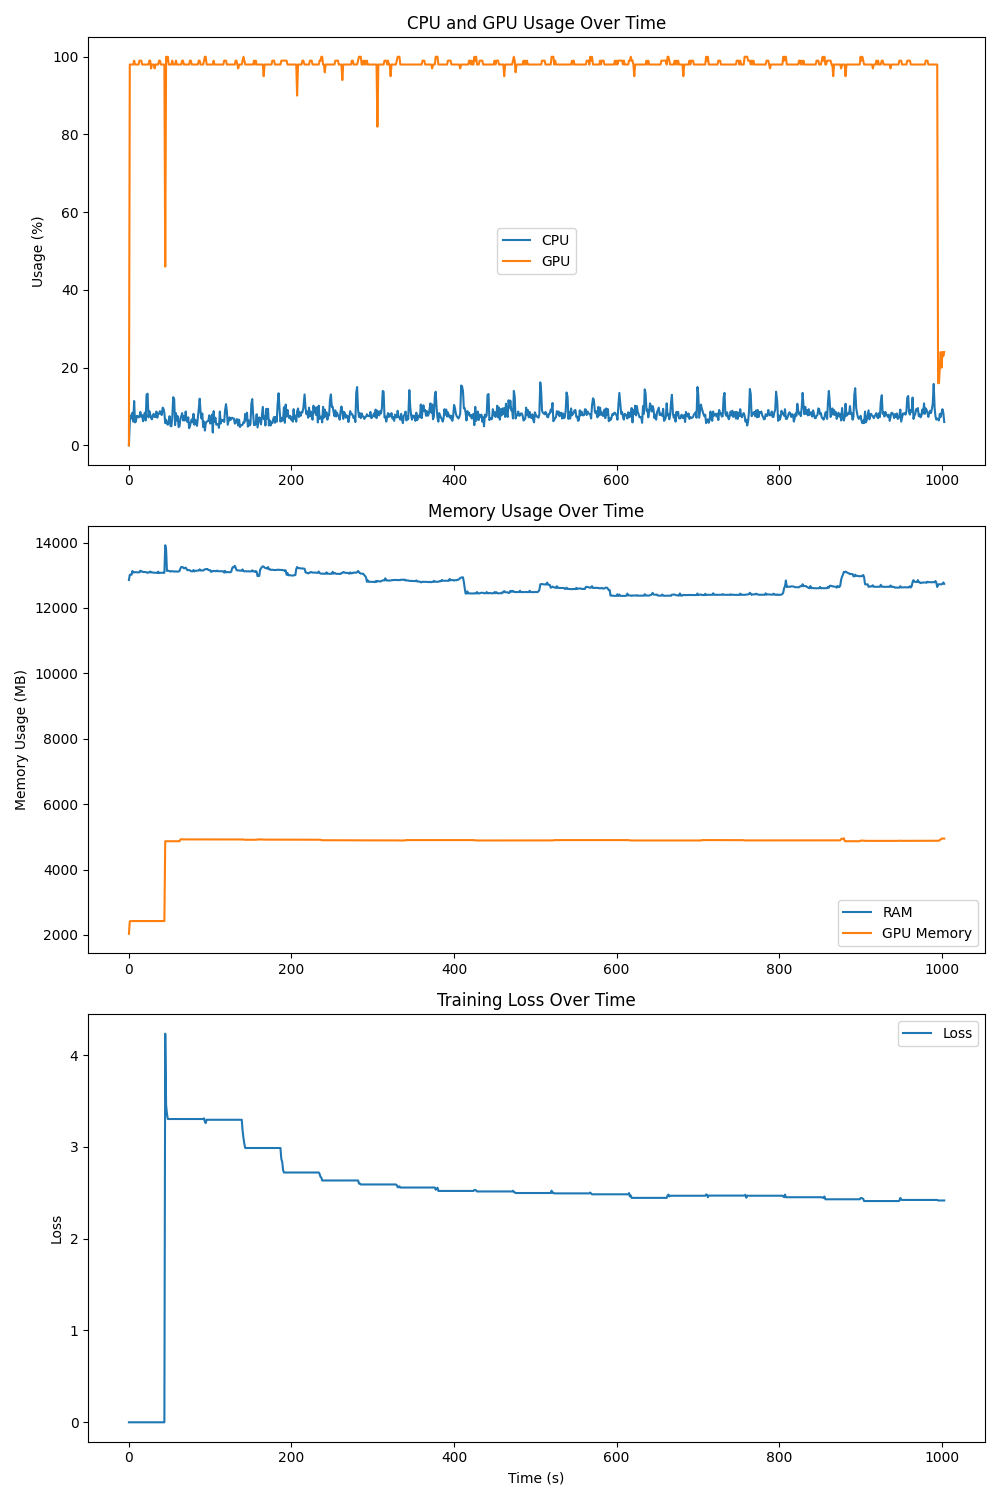 CPU and GPU Usage Over Time
100
80
60
40
20
0
Usage (%)
CPU
GPU
0 200 400 600 800 1000
Memory Usage Over Time
14000
12000
10000
8000
6000
4000
2000
Memory Usage (MB)
RAM
GPU Memory
0 200 400 600 800 1000
Training Loss Over Time
Loss
4
3
2
1
0
Loss
0 200 400 600 800 1000
Time (s)